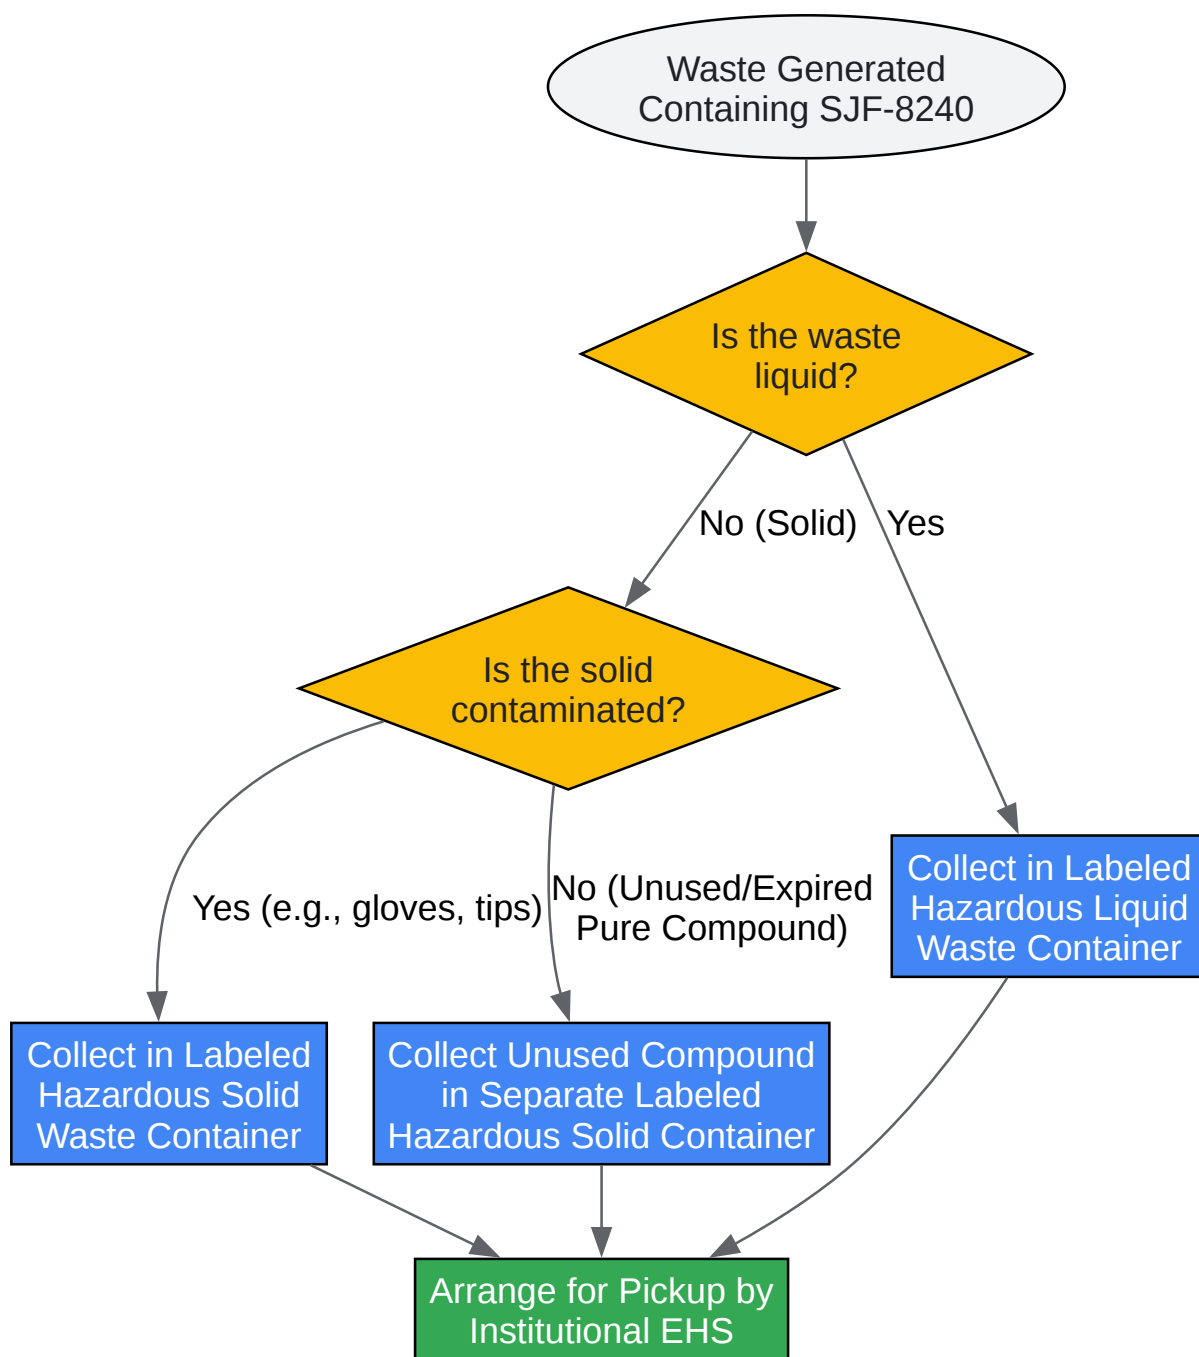 Waste Generated
Containing SJF-8240
Is the waste
liquid?
No (Solid)
Yes
Is the solid
contaminated?
Yes (e.g., gloves, tips)
No (Unused/Expired
Pure Compound)
Collect in Labeled
Hazardous Liquid
Waste Container
Collect in Labeled
Hazardous Solid
Waste Container
Collect Unused Compound
in Separate Labeled
Hazardous Solid Container
Arrange for Pickup by
Institutional EHS